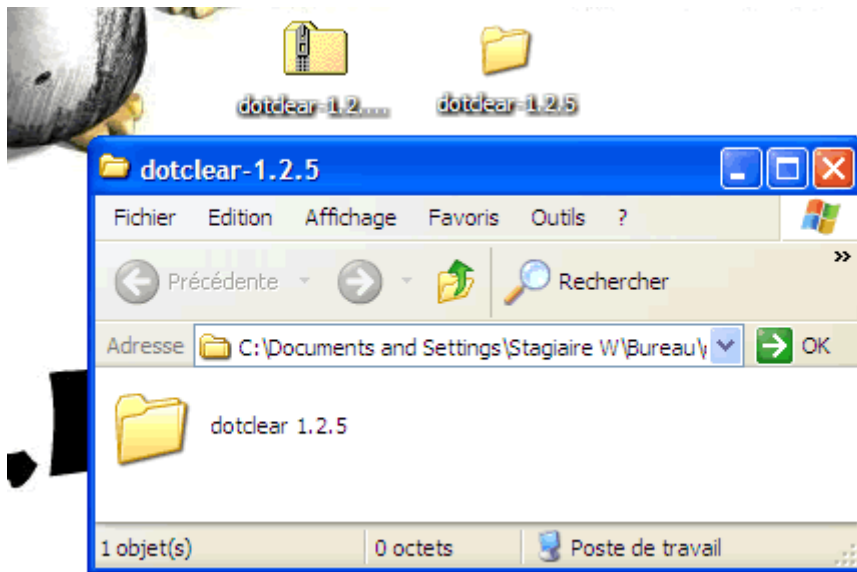 dotclear-1.2.... dotclear-1.2.5
dotclear-1.2.5
Fichier Edition Affichage Favoris Outils ?
Précédente Rechercher »
Adresse C:\Documents and Settings\Stagiaire W\Bureau\ OK
dotclear 1.2.5
1 objet(s) 0 octets Poste de travail